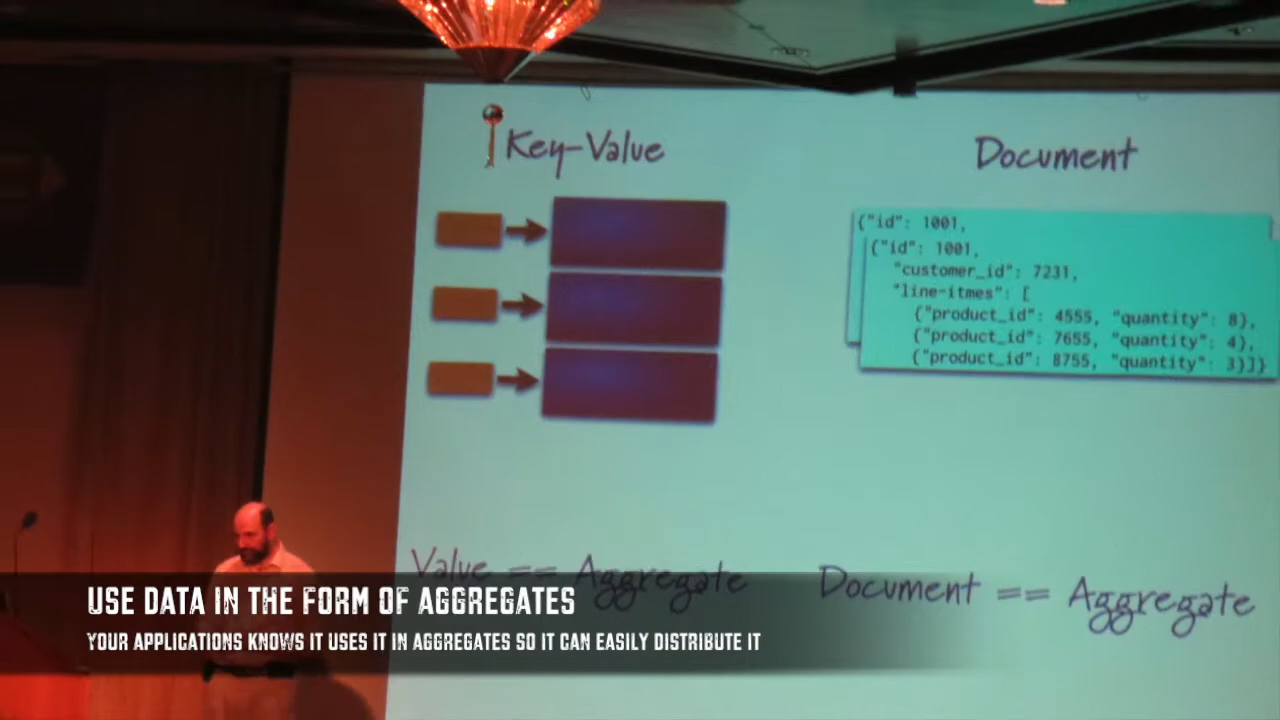 Key-Value
Document
{"id": 1001,
{"id": 1001,
"customer_id": 7231,
"line-itmes": [
{"product_id": 4555, "quantity": 8},
{"product_id": 7655, "quantity": 4},
{"product_id": 8755, "quantity": 3}]}
Value == Aggregate
Document == Aggregate
USE DATA IN THE FORM OF AGGREGATES
YOUR APPLICATIONS KNOWS IT USES IT IN AGGREGATES SO IT CAN EASILY DISTRIBUTE IT